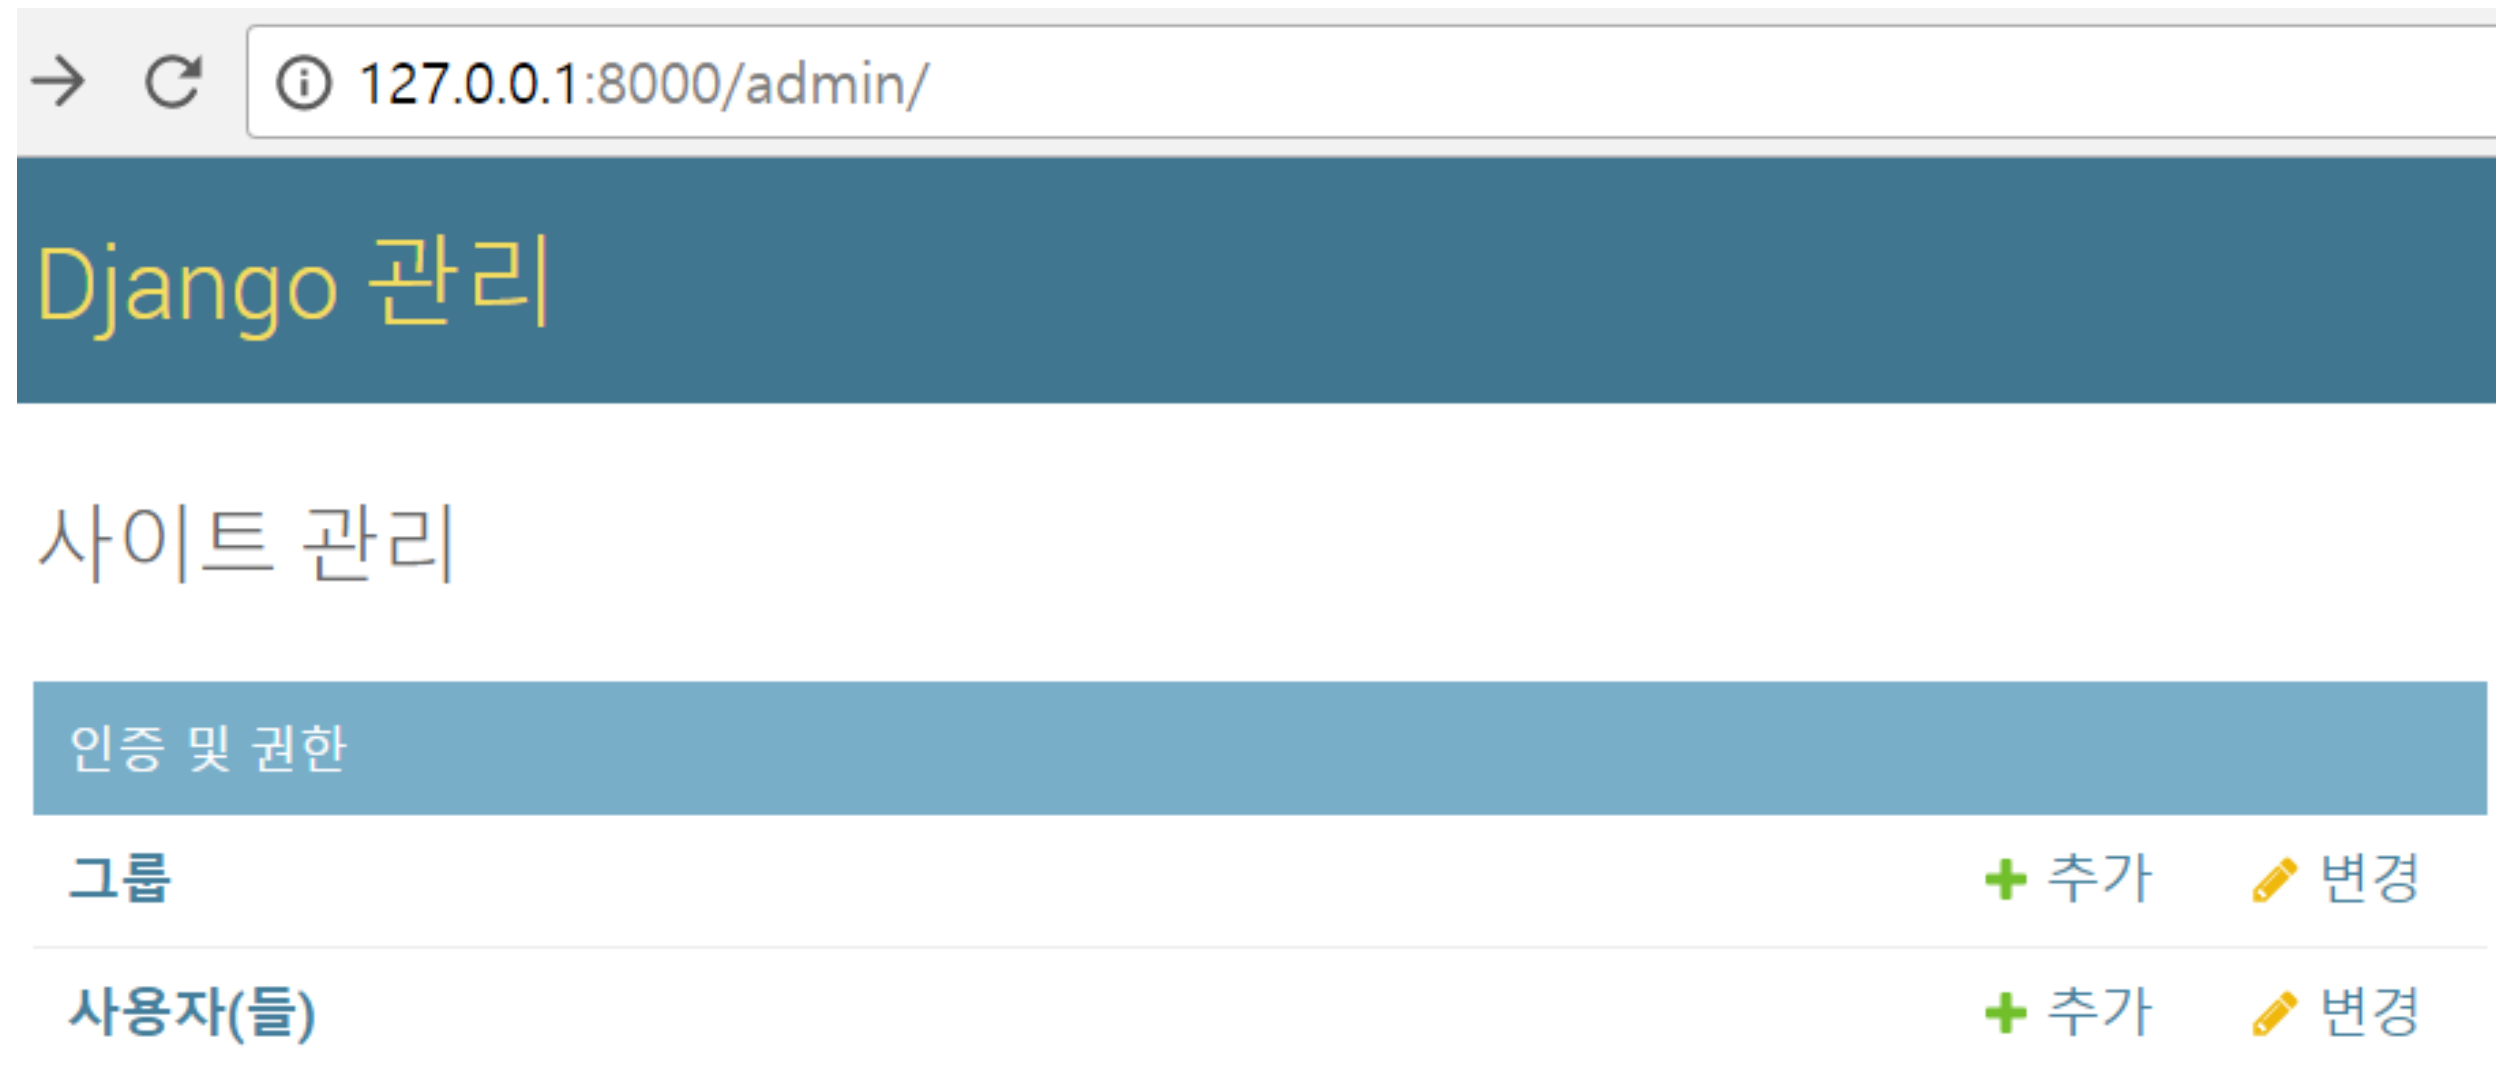 127.0.0.1:8000/admin/
Django 관리
사이트 관리
인증 및 권한
그룹 추가 변경
사용자(들) 추가 변경